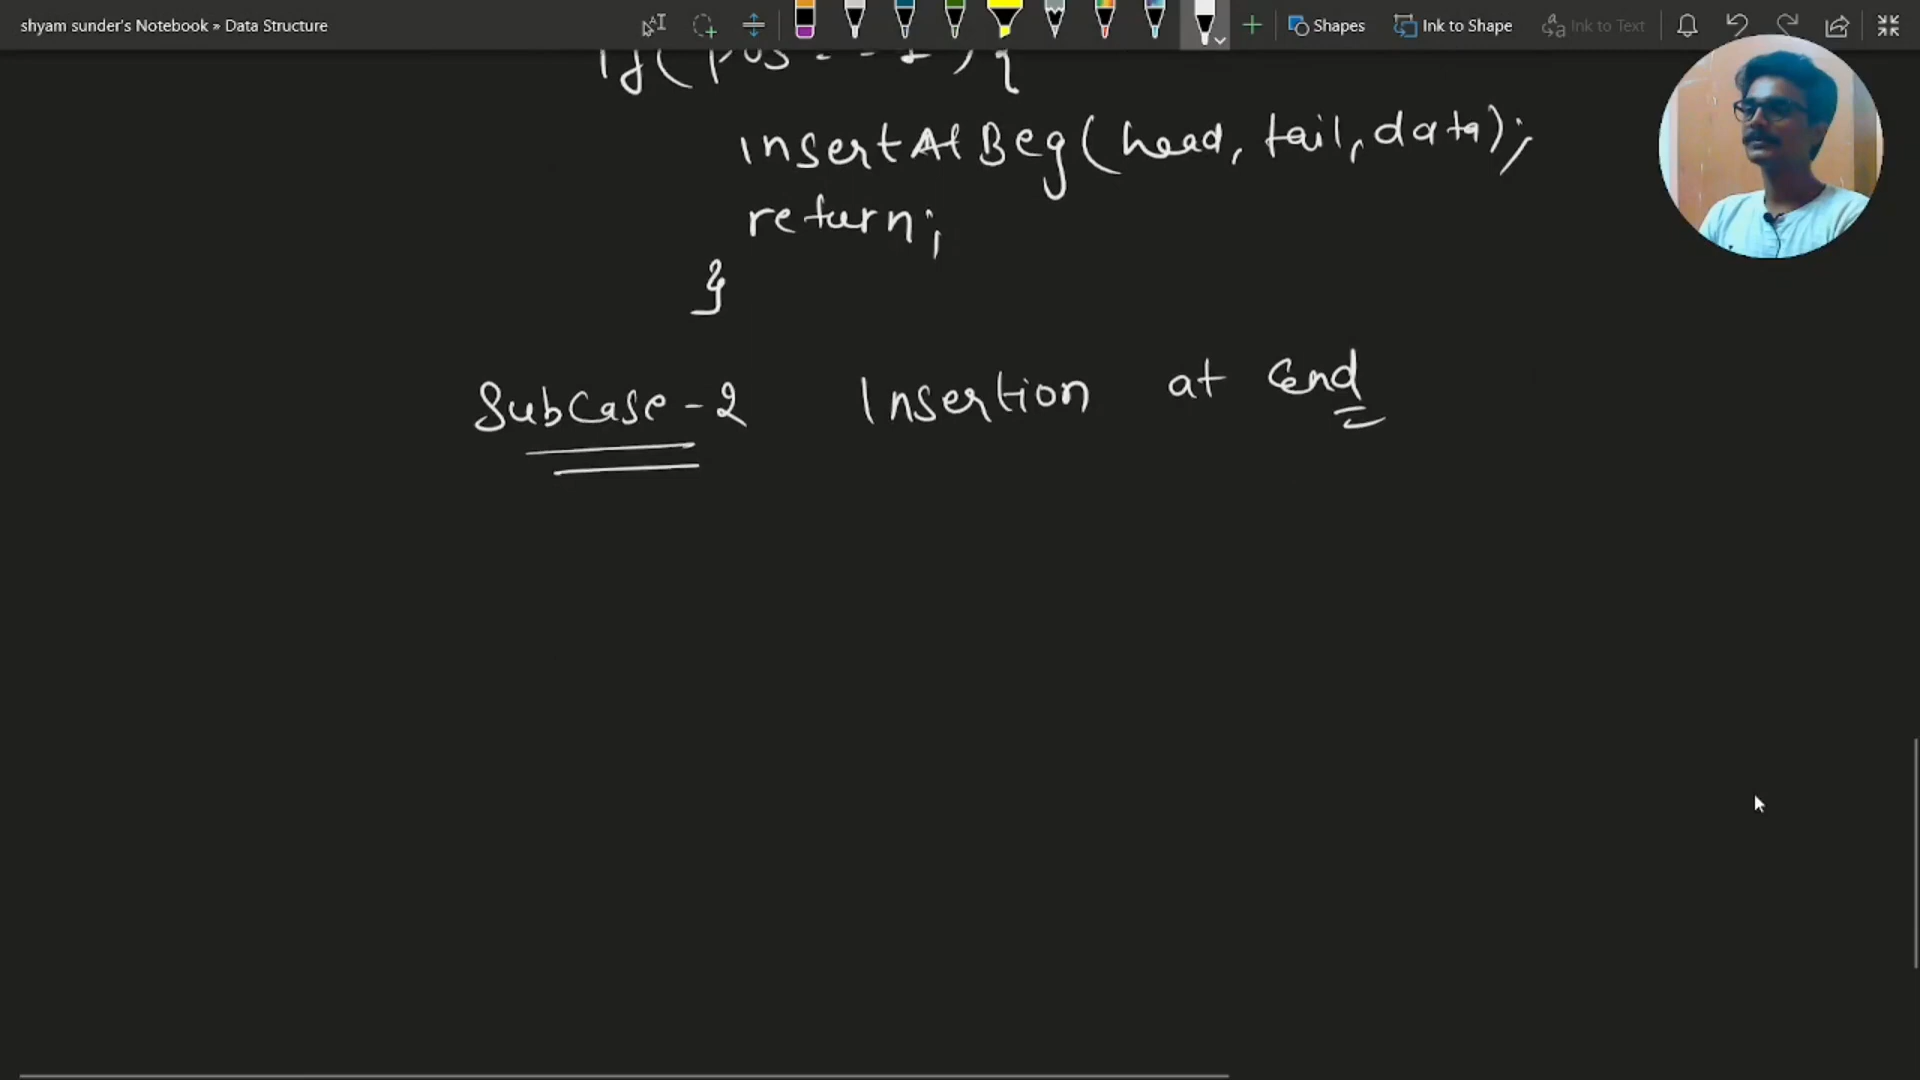 shyam sunder's Notebook » Data Structure
Shapes Ink to Shape Ink to Text
insertAtBeg(head, tail, data);
return;
}
Subcase-2 Insertion at End